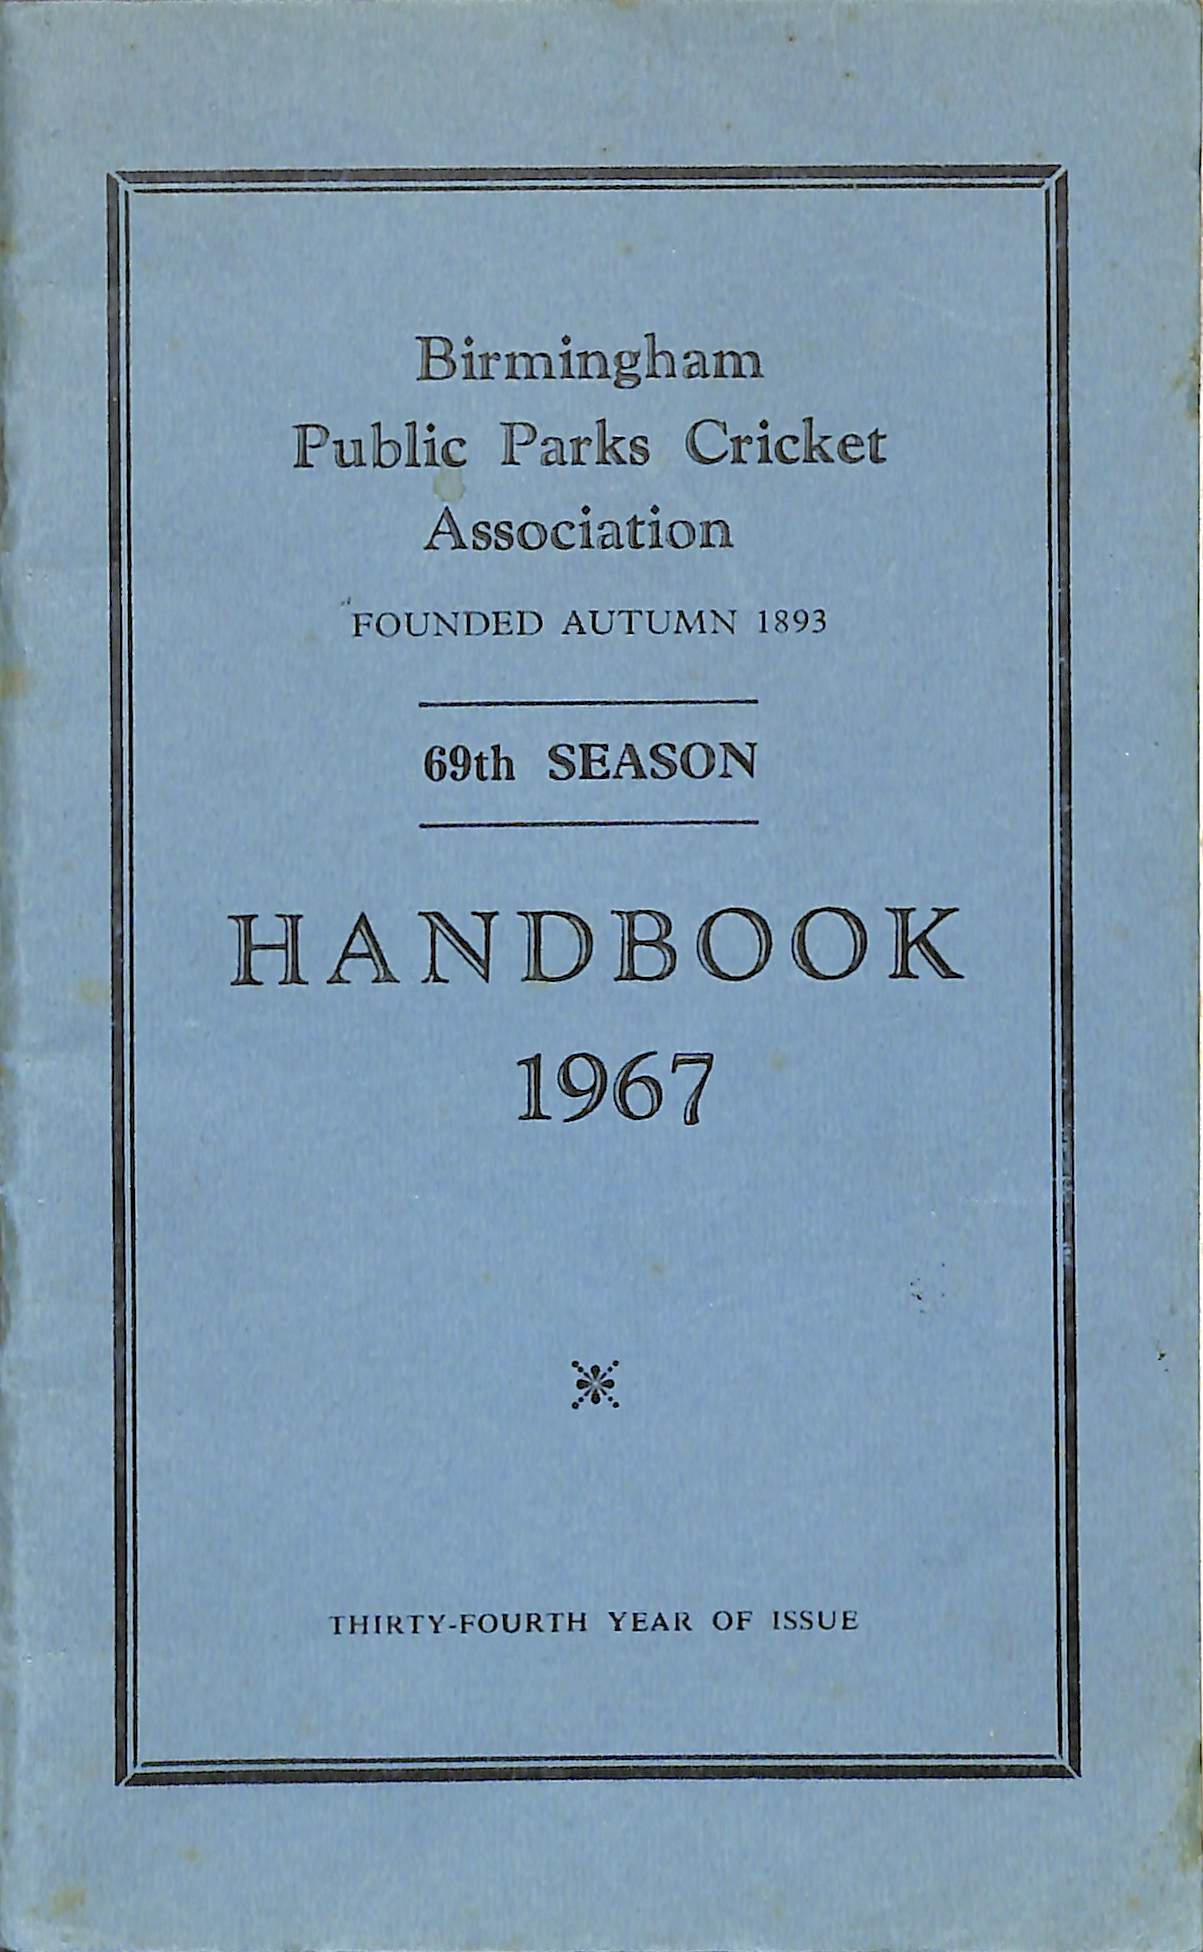 Birmingham
Public Parks Cricket
Association
FOUNDED AUTUMN 1893
69th SEASON
HANDBOOK
1967
THIRTY-FOURTH YEAR OF ISSUE